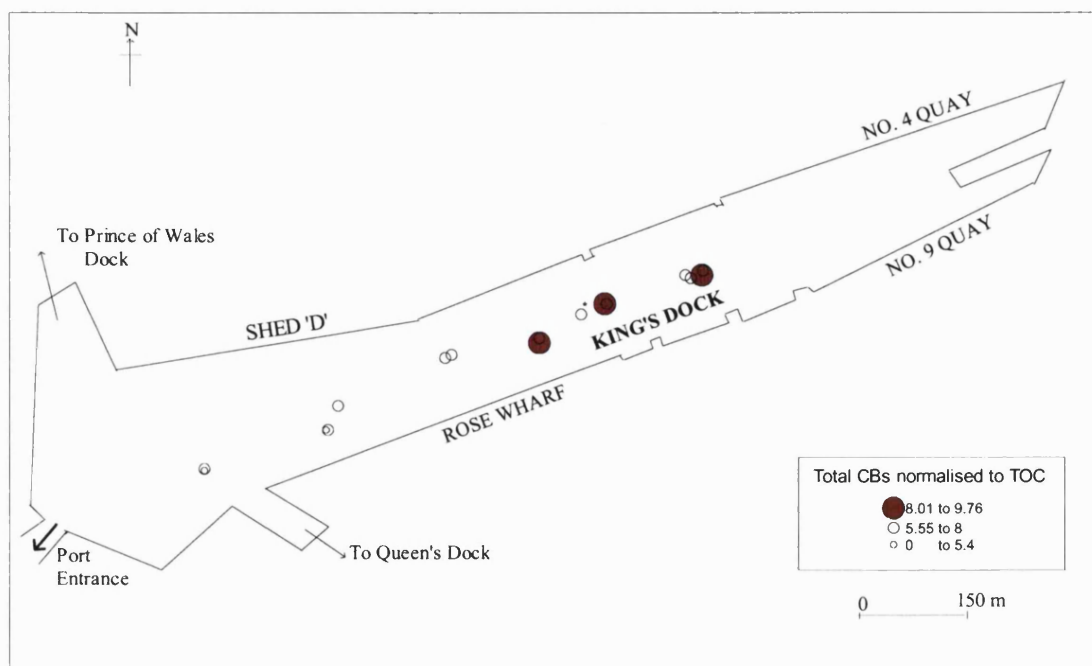 N
NO. 4 QUAY
To Prince of Wales
Dock
NO. 9 QUAY
SHED 'D'
KING'S DOCK
ROSE WHARF
Total CBs normalised to TOC
8.01 to 9.76
5.55 to 8
0 to 5.4
Port
Entrance
To Queen's Dock
0 150 m